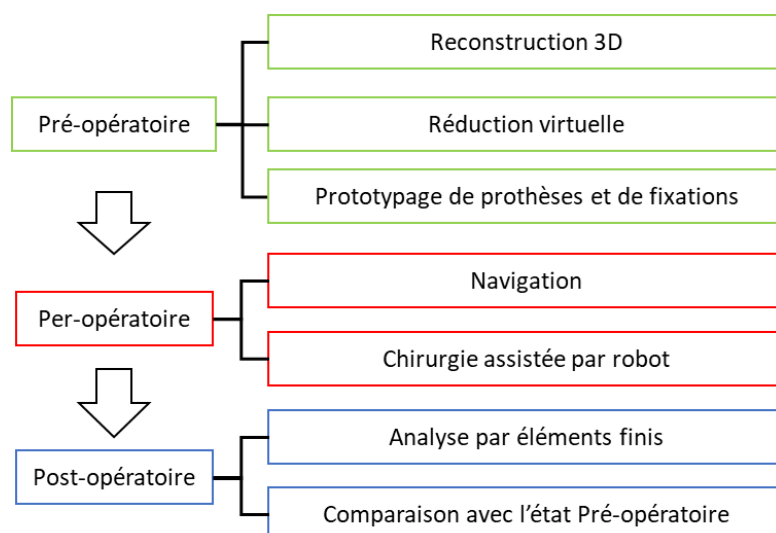 Pré-opératoire
Reconstruction 3D
Réduction virtuelle
Prototypage de prothèses et de fixations
Per-opératoire
Navigation
Chirurgie assistée par robot
Post-opératoire
Analyse par éléments finis
Comparaison avec l'état Pré-opératoire